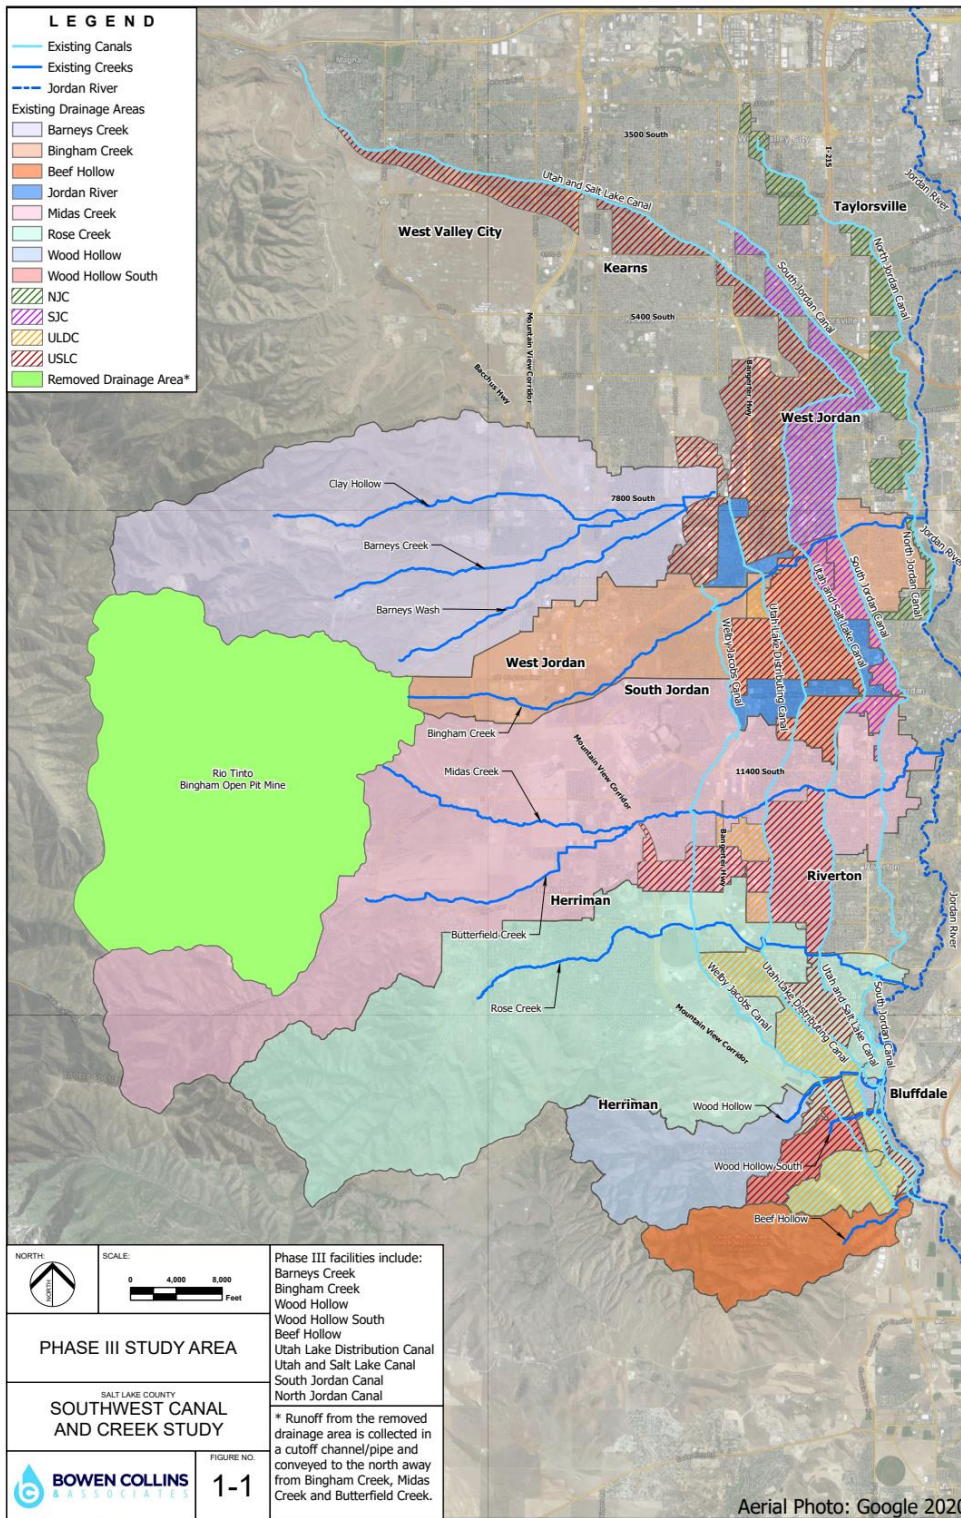 LEGEND
Existing Canals
Existing Creeks
Jordan River
Existing Drainage Areas
Barneys Creek
Bingham Creek
Beef Hollow
Jordan River
Midas Creek
Rose Creek
Wood Hollow
Wood Hollow South
NJC
SJC
ULDC
USLC
Removed Drainage Area*
Magna
3500 South
I-215
Jordan River
Utah and Salt Lake Canal
Taylorsville
West Valley City
North Jordan Canal
Kearns
South Jordan Canal
5400 South
Mountain View Corridor
Bacchus Hwy
Bangerter Hwy
West Jordan
Clay Hollow
7800 South
Barneys Creek
Jordan River
North Jordan Canal
South Jordan Canal
Utah and Salt Lake Canal
Barneys Wash
Utah Lake Distributing Canal
Welby Jacobs Canal
West Jordan
South Jordan
Bingham Creek
Mountain View Corridor
Midas Creek
11400 South
Rio Tinto
Bingham Open Pit Mine
Bangerter Hwy
Riverton
Herriman
Jordan River
Butterfield Creek
Rose Creek
Welby Jacobs Canal
Utah Lake Distributing Canal
Utah and Salt Lake Canal
South Jordan Canal
Mountain View Corridor
Bluffdale
Herriman
Wood Hollow
Wood Hollow South
Beef Hollow
NORTH:
NORTH
SCALE:
0 4,000 8,000
Feet
PHASE III STUDY AREA
SALT LAKE COUNTY
SOUTHWEST CANAL
AND CREEK STUDY
BOWEN COLLINS
& ASSOCIATES
FIGURE NO.
1-1
Phase III facilities include:
Barneys Creek
Bingham Creek
Wood Hollow
Wood Hollow South
Beef Hollow
Utah Lake Distribution Canal
Utah and Salt Lake Canal
South Jordan Canal
North Jordan Canal
* Runoff from the removed
drainage area is collected in
a cutoff channel/pipe and
conveyed to the north away
from Bingham Creek, Midas
Creek and Butterfield Creek.
Aerial Photo: Google 2020